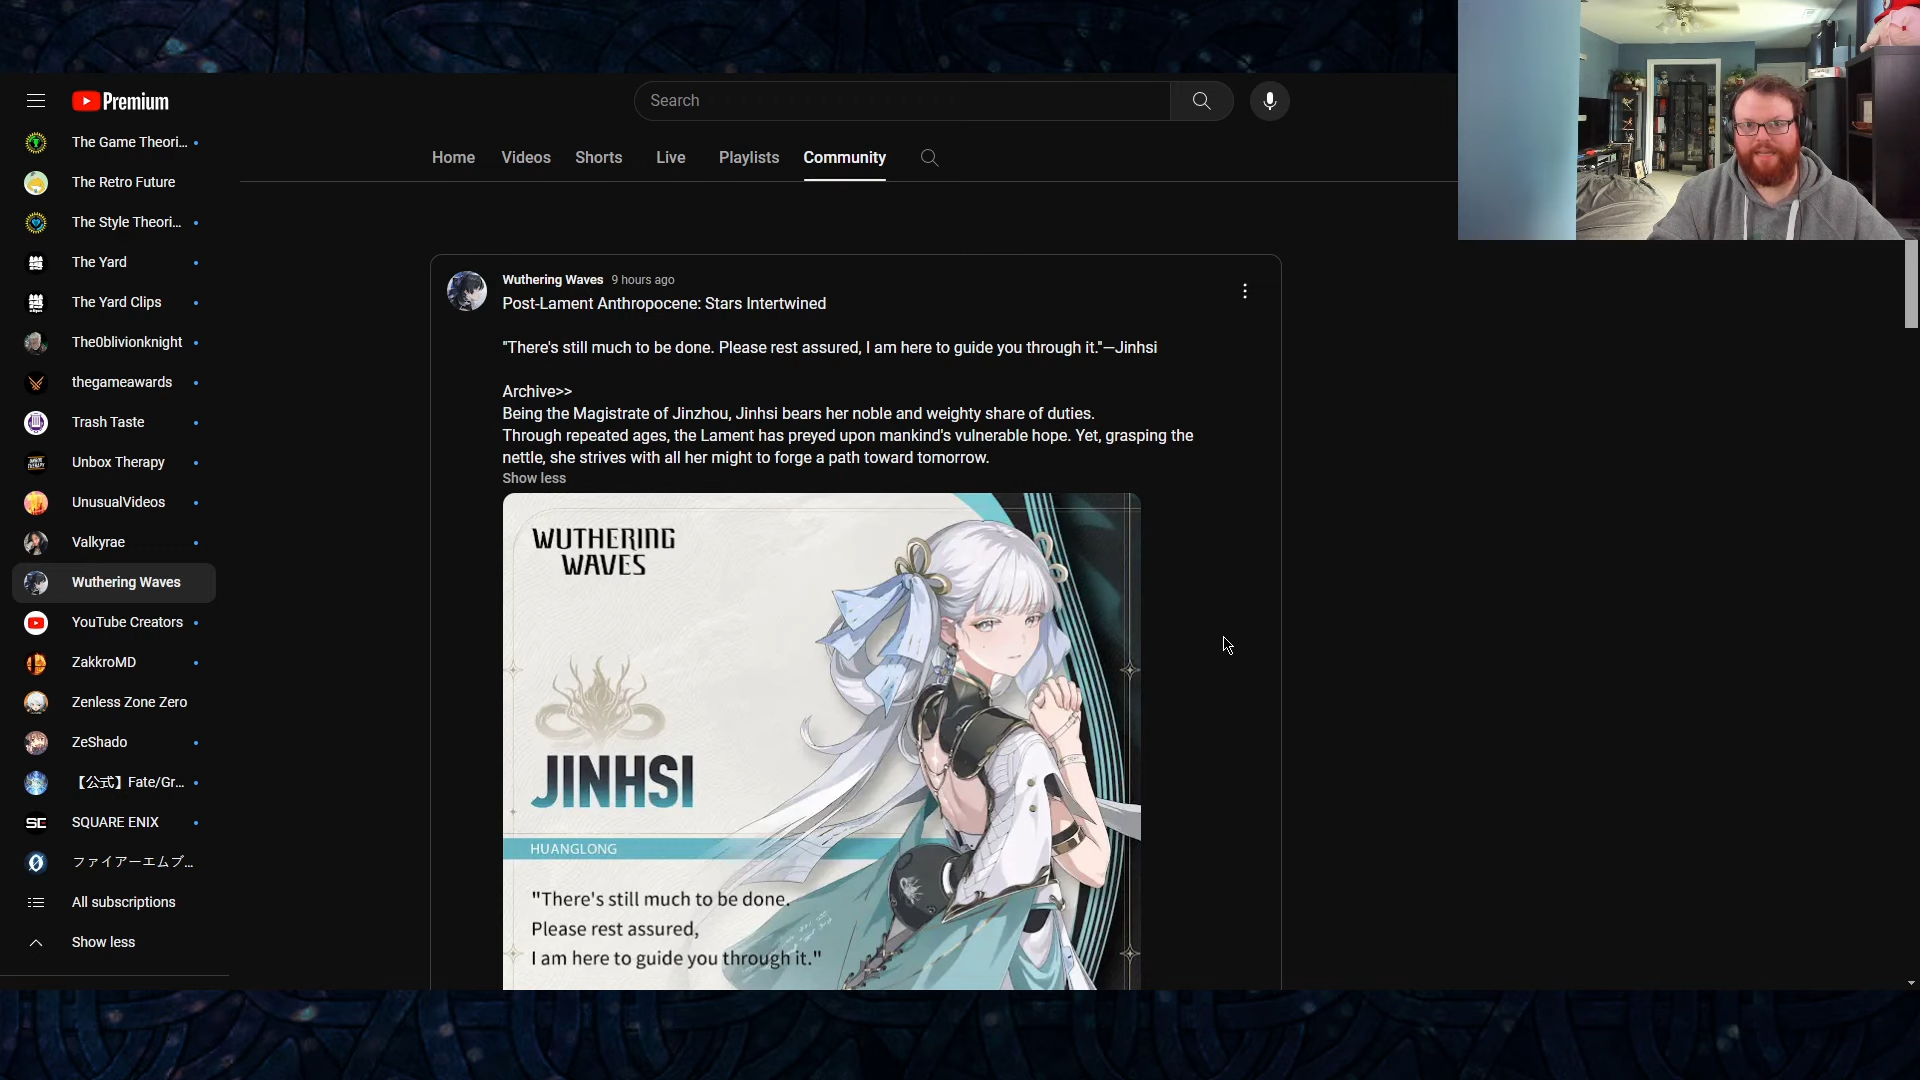 Premium
Search
The Game Theori...
The Retro Future
The Style Theori...
The Yard
The Yard Clips
The0blivionknight
thegameawards
Trash Taste
Unbox Therapy
UnusualVideos
Valkyrae
Wuthering Waves
YouTube Creators
ZakkroMD
Zenless Zone Zero
ZeShado
【公式】Fate/Gr...
SQUARE ENIX
ファイアーエムブ...
All subscriptions
Show less
Home Videos Shorts Live Playlists Community
Wuthering Waves 9 hours ago
Post-Lament Anthropocene: Stars Intertwined
"There's still much to be done. Please rest assured, I am here to guide you through it."—Jinhsi
Archive>>
Being the Magistrate of Jinzhou, Jinhsi bears her noble and weighty share of duties.
Through repeated ages, the Lament has preyed upon mankind's vulnerable hope. Yet, grasping the
nettle, she strives with all her might to forge a path toward tomorrow.
Show less
WUTHERING
WAVES
JINHSI
HUANGLONG
"There's still much to be done.
Please rest assured,
I am here to guide you through it."